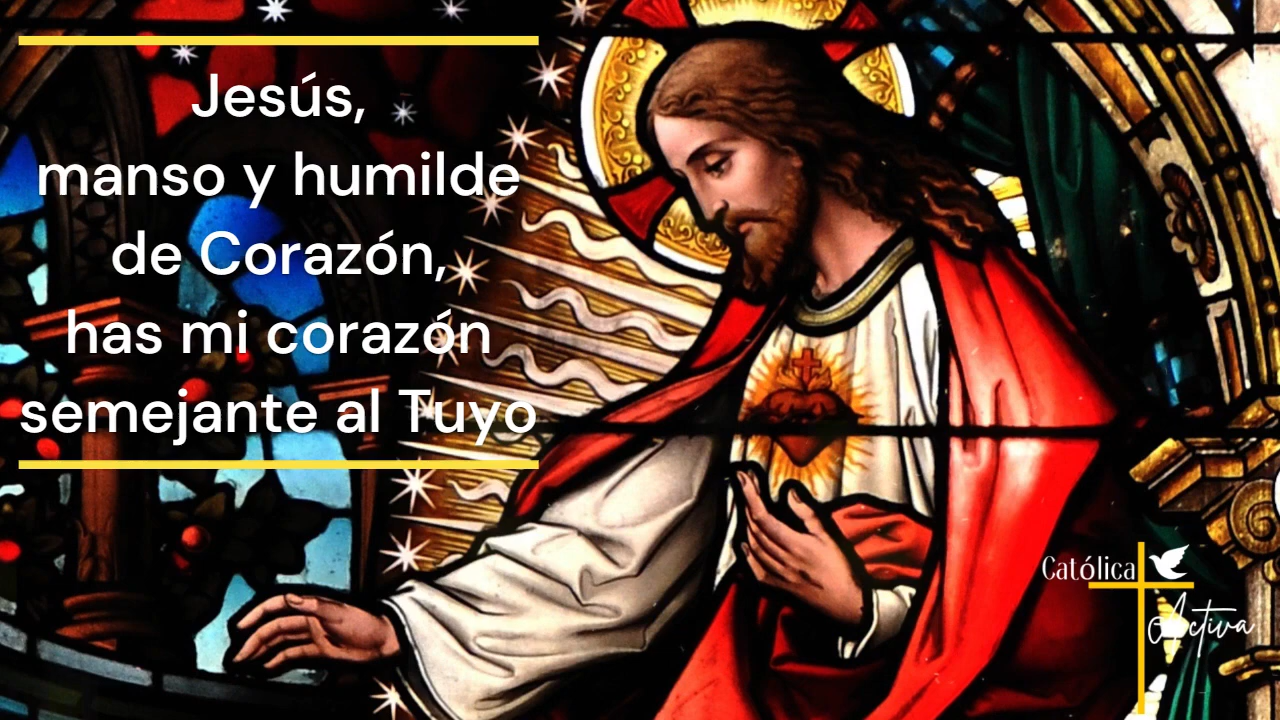 Jesús,
manso y humilde
de Corazón,
has mi corazón
semejante al Tuyo
Católica
Activa